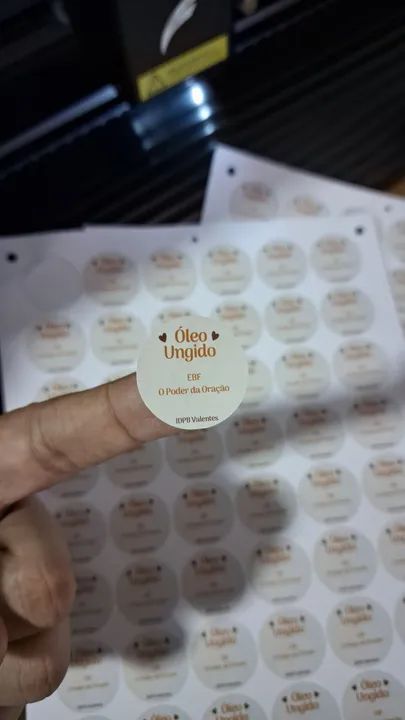 Óleo
Ungido
EBF
O Poder da Oração
IDPB Valentes